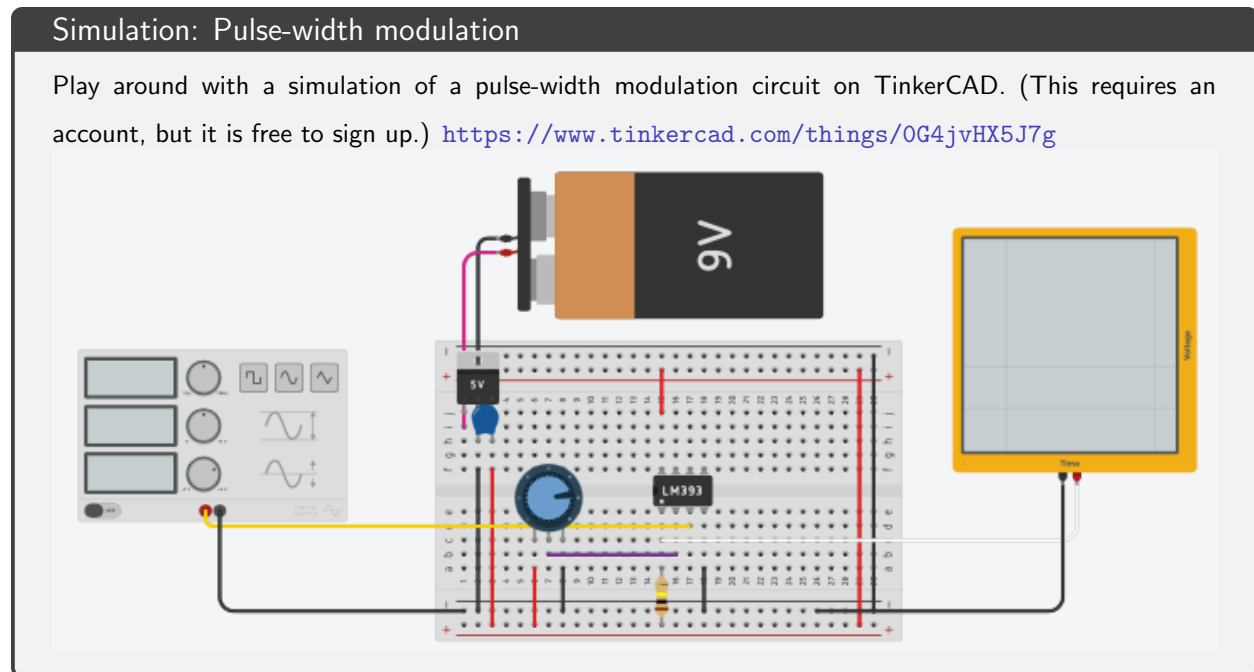 Simulation: Pulse-width modulation
Play around with a simulation of a pulse-width modulation circuit on TinkerCAD. (This requires an
account, but it is free to sign up.) https://www.tinkercad.com/things/0G4jvHX5J7g
9V
5V
LM393
Voltage
Time